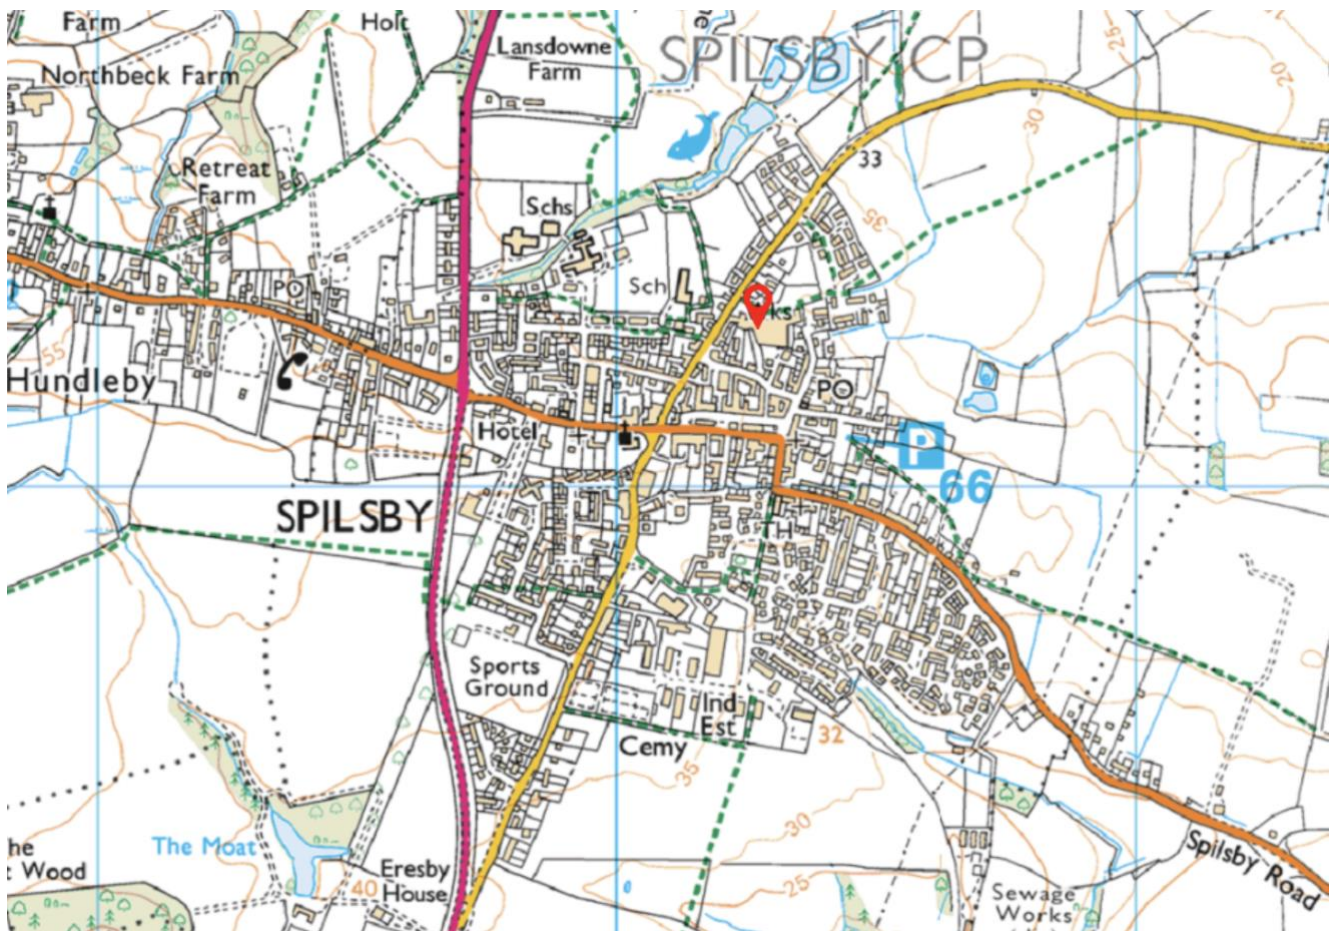 Farm
Holt
Lansdowne
Farm
SPILSBY CP
25
20
Northbeck Farm
30
Retreat
Farm
33
Schs
35
PO
Sch
55
Hundleby
PO
Hotel
P
66
SPILSBY
TH
Sports
Ground
Ind
Est
32
Cemy
35
The Moat
30
Spilsby Road
Wood
Eresby
House
40
25
Sewage
Works